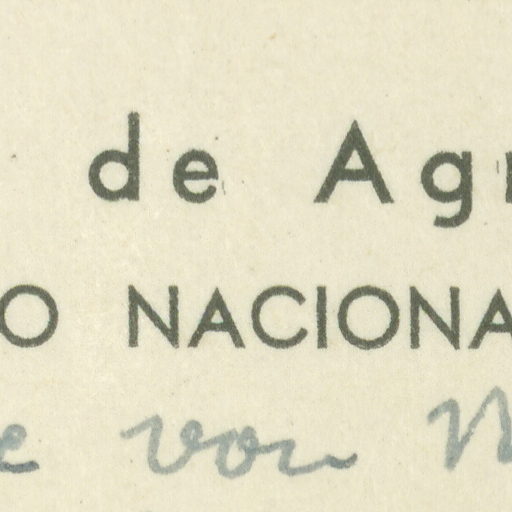 de Agr
O NACIONA
e von M